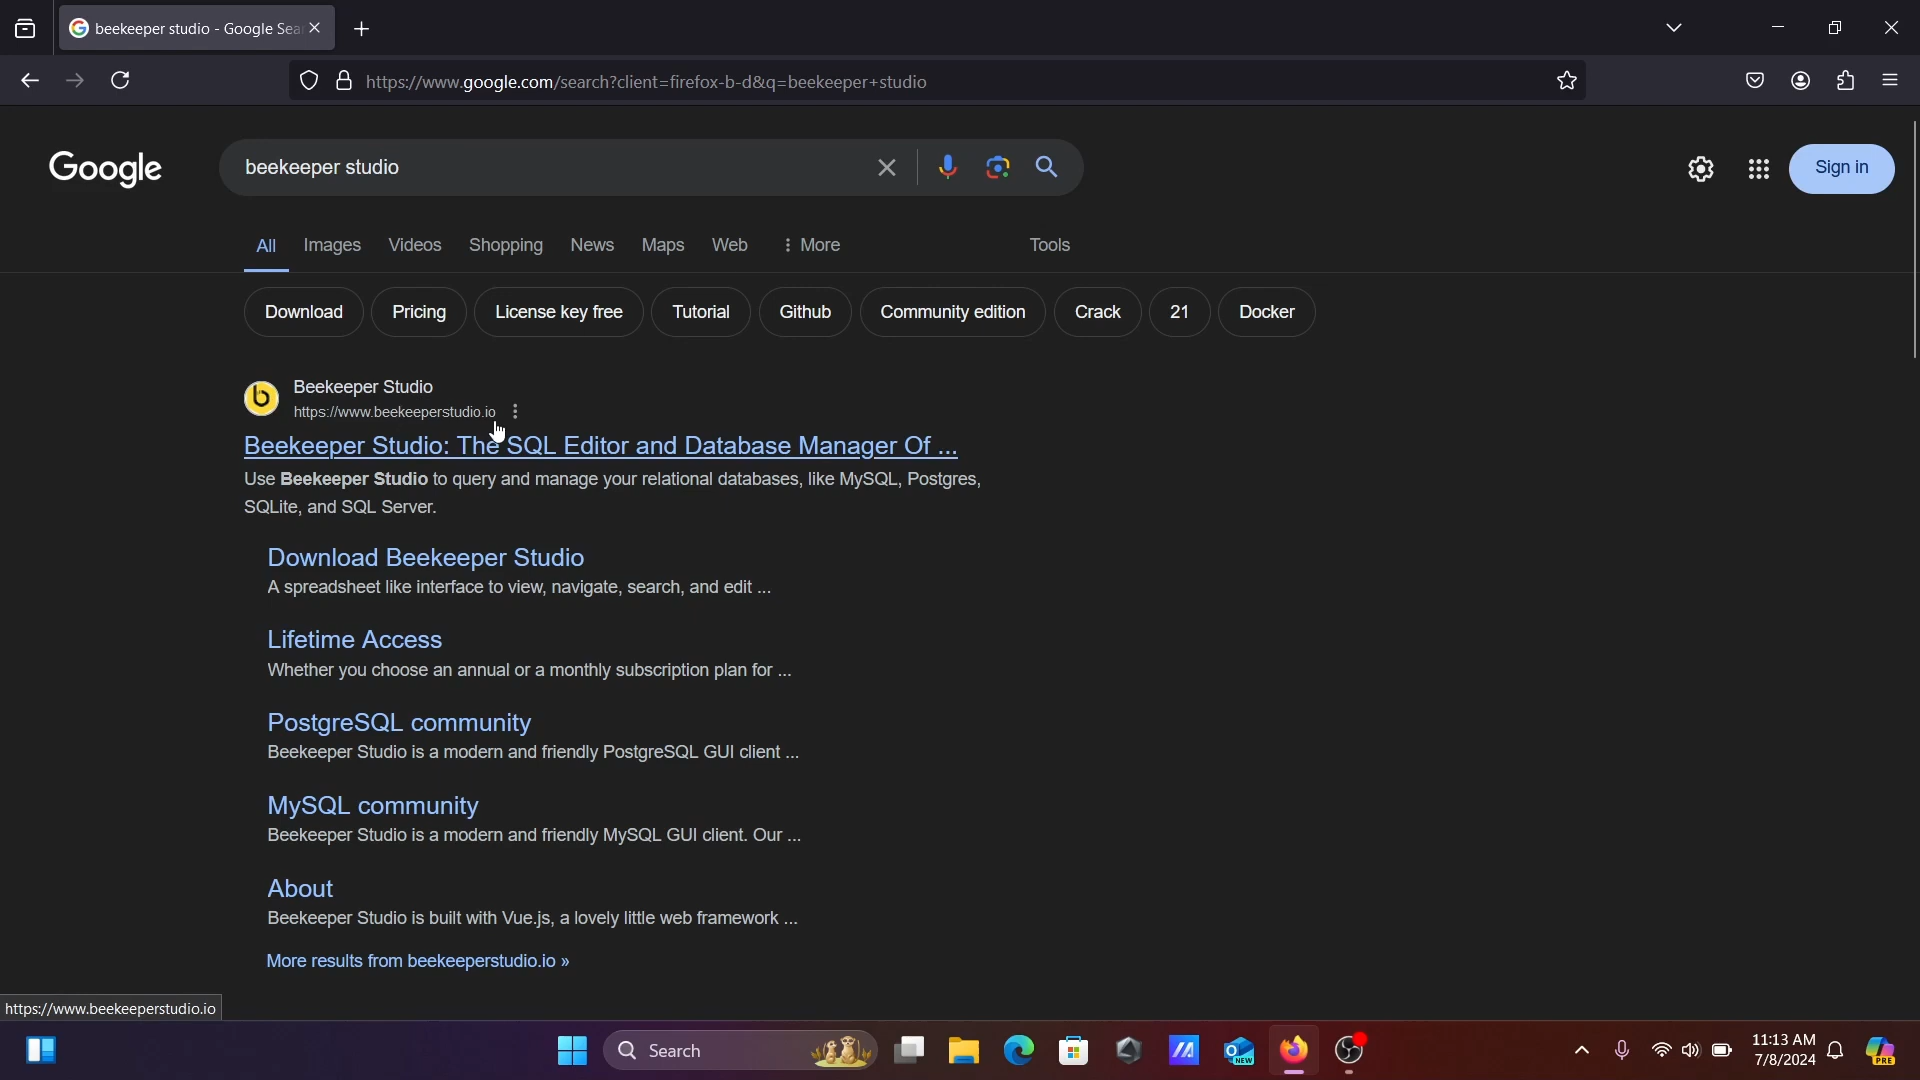 beekeeper studio - Google Sea
https://www.google.com/search?client=firefox-b-d&q=beekeeper+studio
Google
beekeeper studio
Sign in
All Images Videos Shopping News Maps Web More Tools
Download Pricing License key free Tutorial Github Community edition Crack 21 Docker
b
Beekeeper Studio
https://www.beekeeperstudio.io
Beekeeper Studio: The SQL Editor and Database Manager Of ...
Use Beekeeper Studio to query and manage your relational databases, like MySQL, Postgres,
SQLite, and SQL Server.
Download Beekeeper Studio
A spreadsheet like interface to view, navigate, search, and edit ...
Lifetime Access
Whether you choose an annual or a monthly subscription plan for ...
PostgreSQL community
Beekeeper Studio is a modern and friendly PostgreSQL GUI client ...
MySQL community
Beekeeper Studio is a modern and friendly MySQL GUI client. Our ...
About
Beekeeper Studio is built with Vue.js, a lovely little web framework ...
More results from beekeeperstudio.io »
https://www.beekeeperstudio.io
Search
NEW
11:13 AM
7/8/2024
PRE